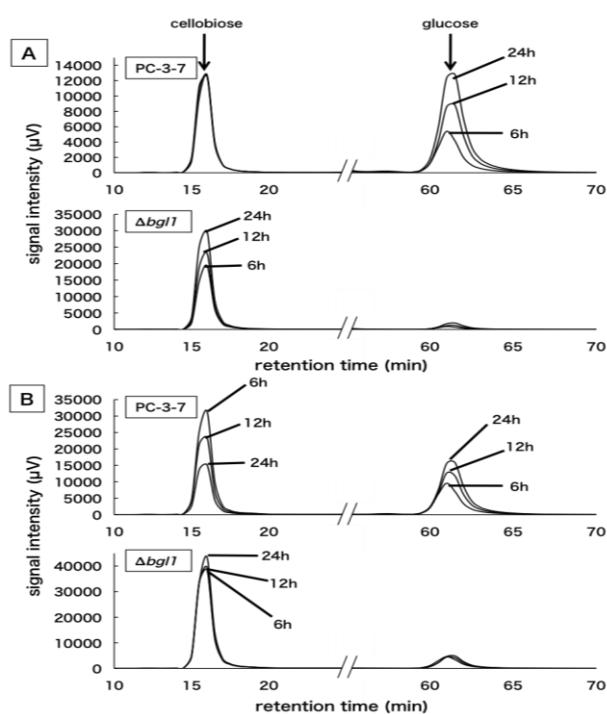 cellobiose glucose
A
PC-3-7
24h
12h
6h
14000
12000
10000
8000
6000
4000
2000
0
10 15 20 60 65 70
signal intensity (μV)
Δbgl1
24h
12h
6h
35000
30000
25000
20000
15000
10000
5000
0
10 15 20 60 65 70
retention time (min)
B
PC-3-7
6h
12h
24h
24h
12h
6h
35000
30000
25000
20000
15000
10000
5000
0
10 15 20 60 65 70
signal intensity (μV)
Δbgl1
24h
12h
6h
40000
30000
20000
10000
0
10 15 20 60 65 70
retention time (min)